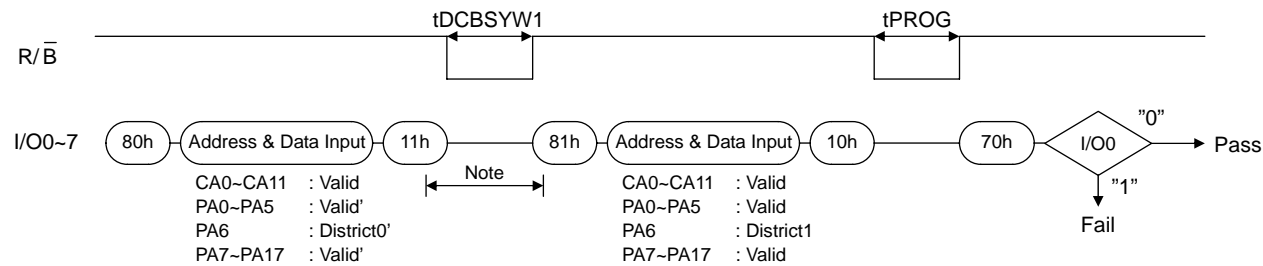 tDCBSYW1
tPROG
R/B̅
I/O0~7
80h
Address & Data Input
11h
81h
Address & Data Input
10h
70h
I/O0
"0"
Pass
"1"
Fail
Note
CA0~CA11 : Valid
PA0~PA5 : Valid'
PA6 : District0'
PA7~PA17 : Valid'
CA0~CA11 : Valid
PA0~PA5 : Valid
PA6 : District1
PA7~PA17 : Valid